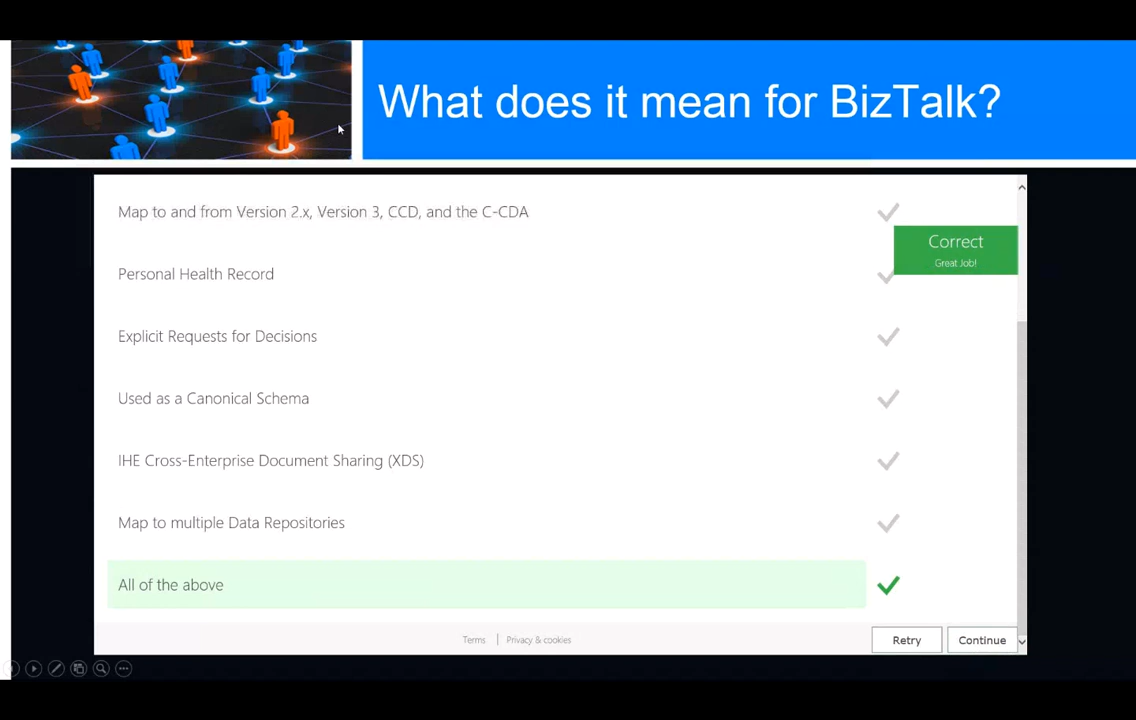 What does it mean for BizTalk?
Map to and from Version 2.x, Version 3, CCD, and the C-CDA
Correct
Great Job!
Personal Health Record
Explicit Requests for Decisions
Used as a Canonical Schema
IHE Cross-Enterprise Document Sharing (XDS)
Map to multiple Data Repositories
All of the above
Terms | Privacy & cookies
Retry
Continue